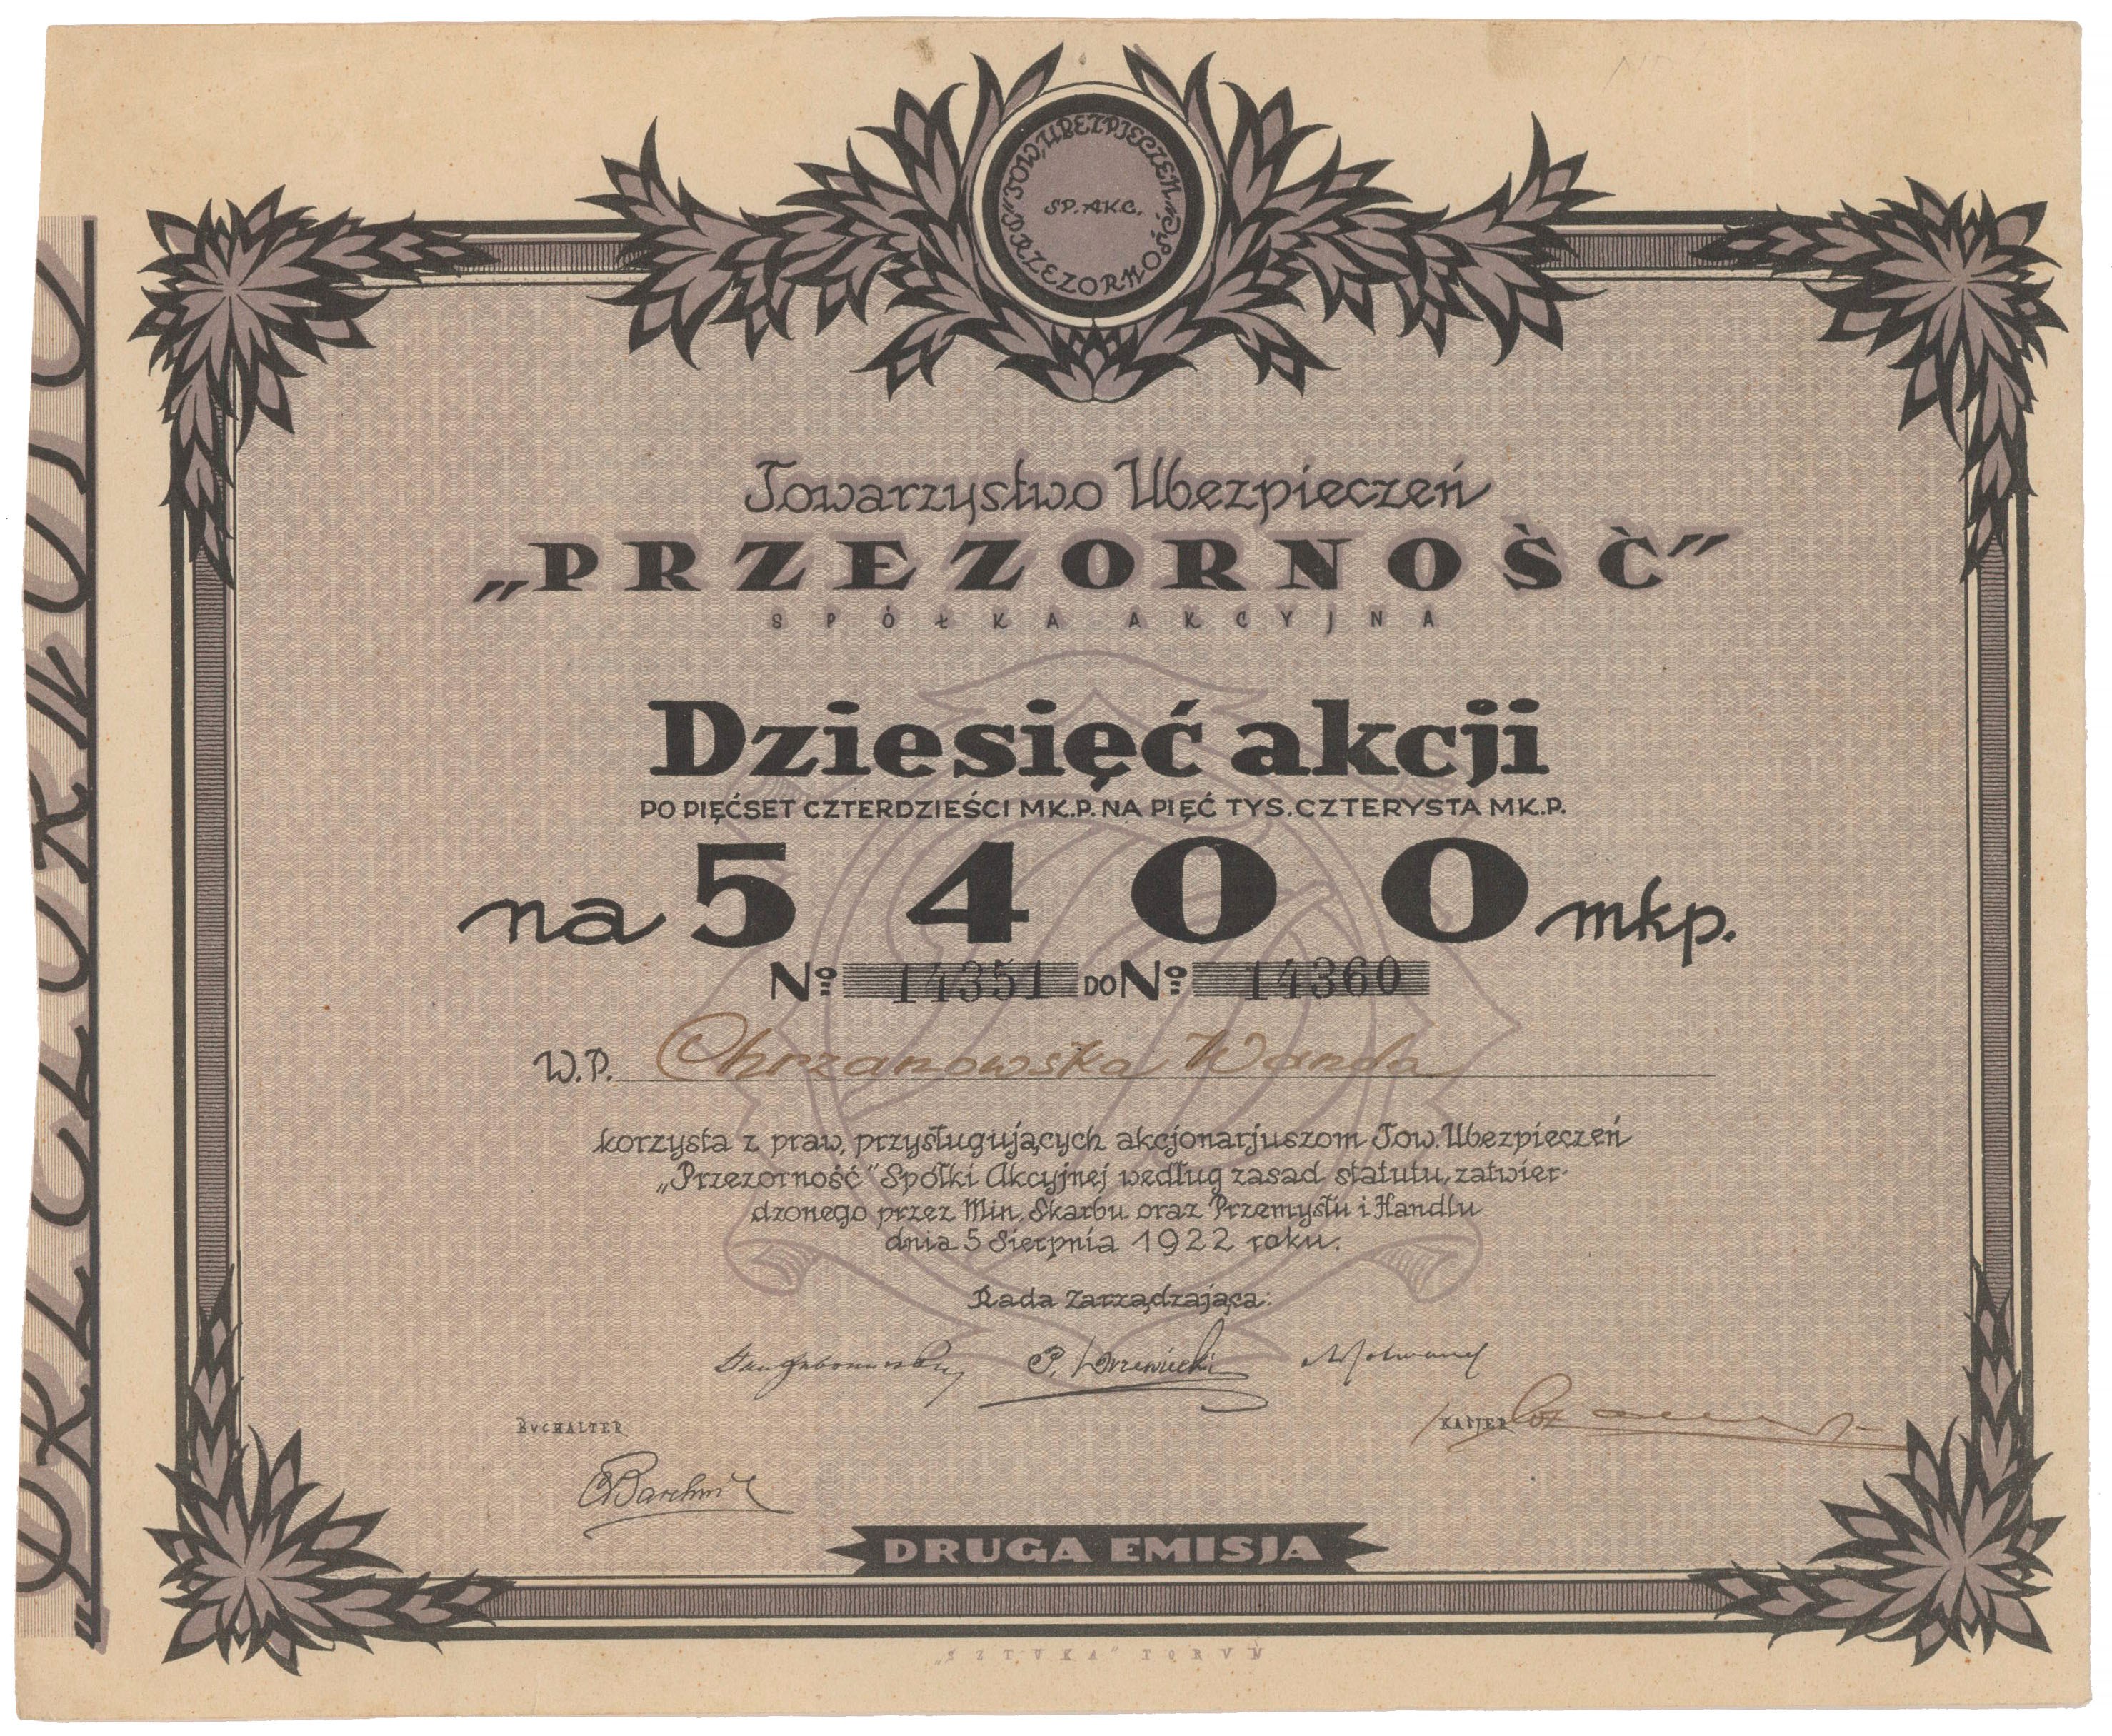 „TOW. UBEZPIECZEŃ
SP. AKC.
„PRZEZORNOŚĆ
Towarzystwo Ubezpieczeń
„PRZEZORNOŚĆ”
SPÓŁKA AKCYJNA
Dziesięć akcji
PO PIĘĆSET CZTERDZIEŚCI MK.P. NA PIĘĆ TYS. CZTERYSTA MK.P.
na 5400 mkp.
Nº 14351 DO Nº 14360
W.P. Chrzanowska Wanda
korzysta z praw, przysługujących akcjonarjuszom Tow. Ubezpieczeń
„Przezorność” Spółki Akcyjnej według zasad statutu, zatwier-
dzonego przez Min. Skarbu oraz Przemysłu i Handlu
dnia 5 Sierpnia 1922 roku.
Rada Zarządzająca:
P. Drzewiecki
BUCHALTER
KASJER
DRUGA EMISJA
„SZTUKA” TORUŃ